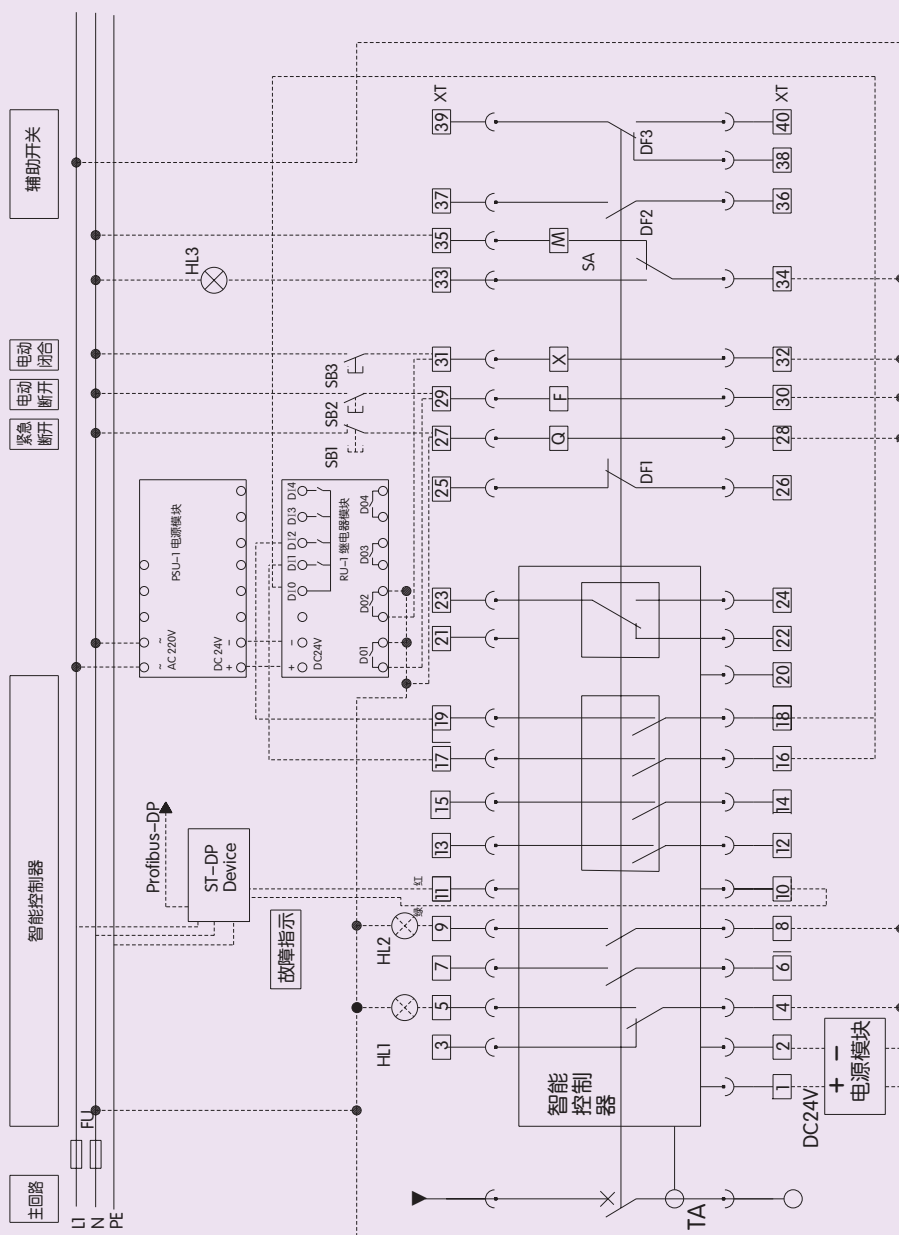 辅助开关
电动
闭合
电动
断开
紧急
断开
智能控制器
主回路
L1
N
PE
FU
HL3
SB3
SB2
SB1
PSU-1 电源模块
~ AC 220V ~
+ DC 24V -
DI0 DI1 DI2 DI3 DI4
RU-1 继电器模块
+ DC24V -
D01 D02 D03 D04
Profibus-DP
ST-DP
Device
故障指示
HL1
HL2
红
绿
3 5 7 9 11 13 15 17 19 21 23 25 27 29 31 33 35 37 39 XT
Q F X M
SA
DF1
DF2
DF3
智能
控制
器
TA
1 2 4 6 8 10 12 14 16 18 20 22 24 26 28 30 32 34 36 38 40 XT
DC24V
+ -
电源模块